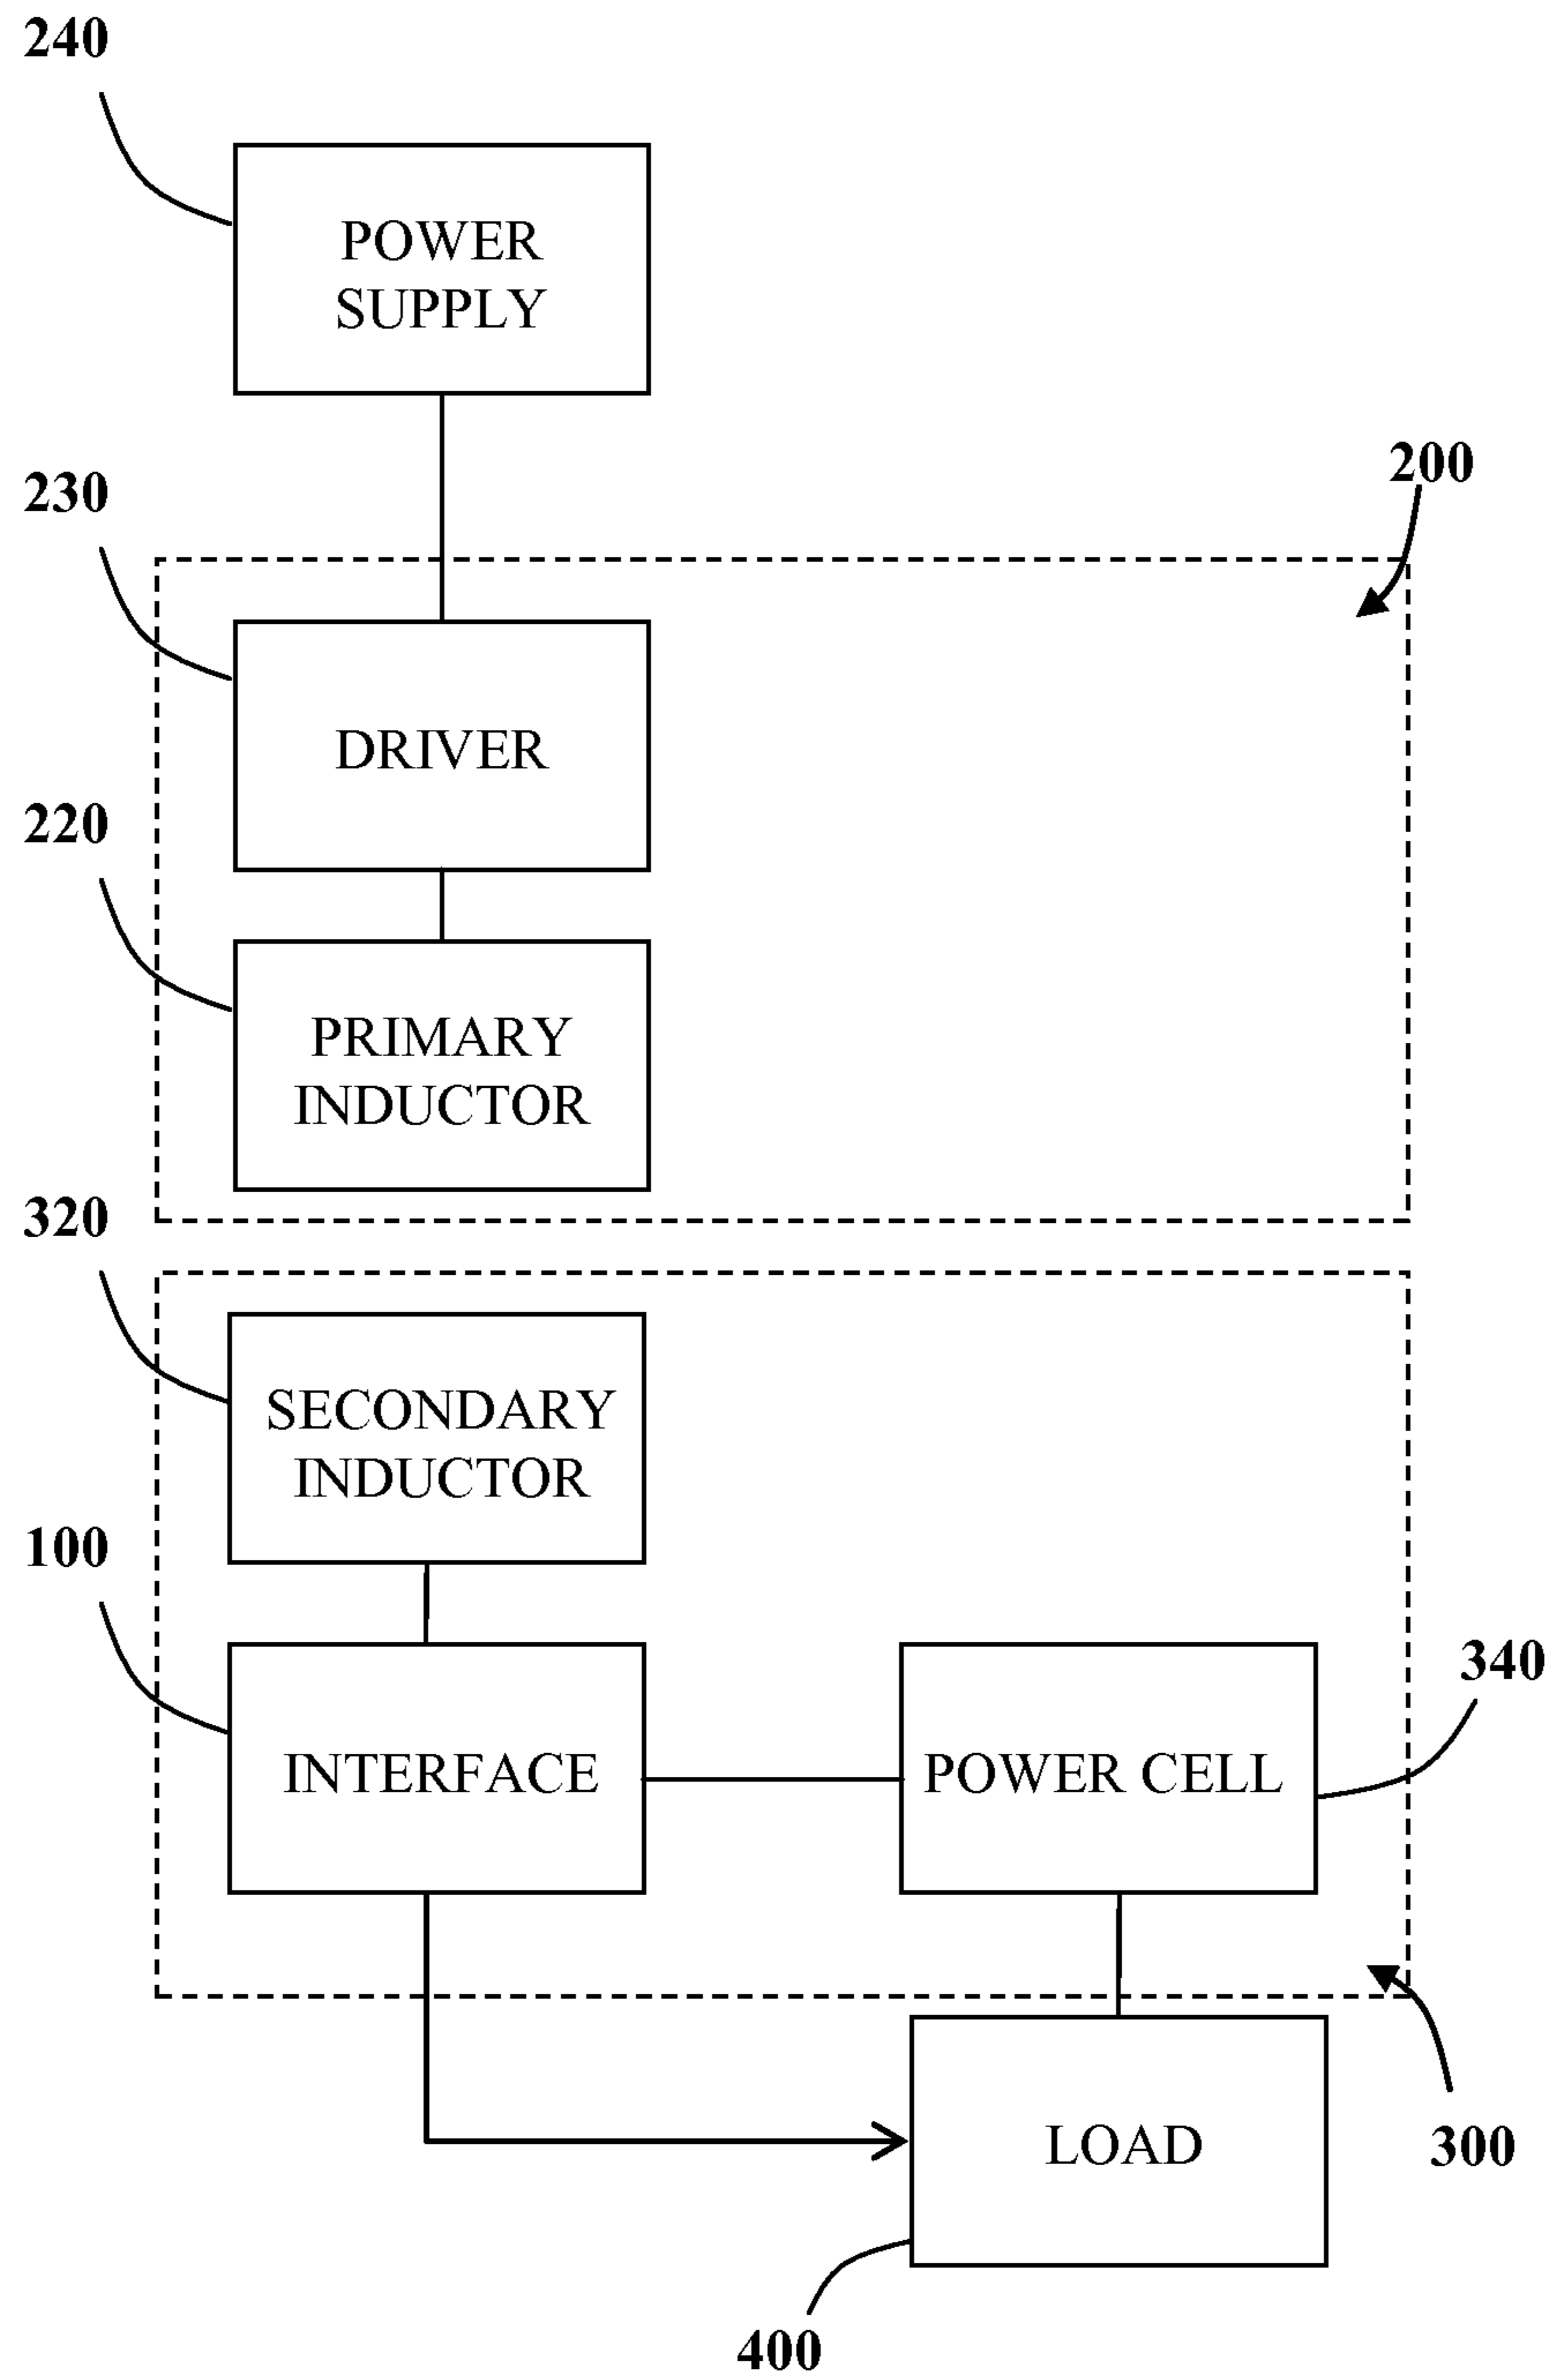 240
POWER
SUPPLY
200
230
DRIVER
220
PRIMARY
INDUCTOR
320
SECONDARY
INDUCTOR
100
340
INTERFACE
POWER CELL
LOAD
300
400